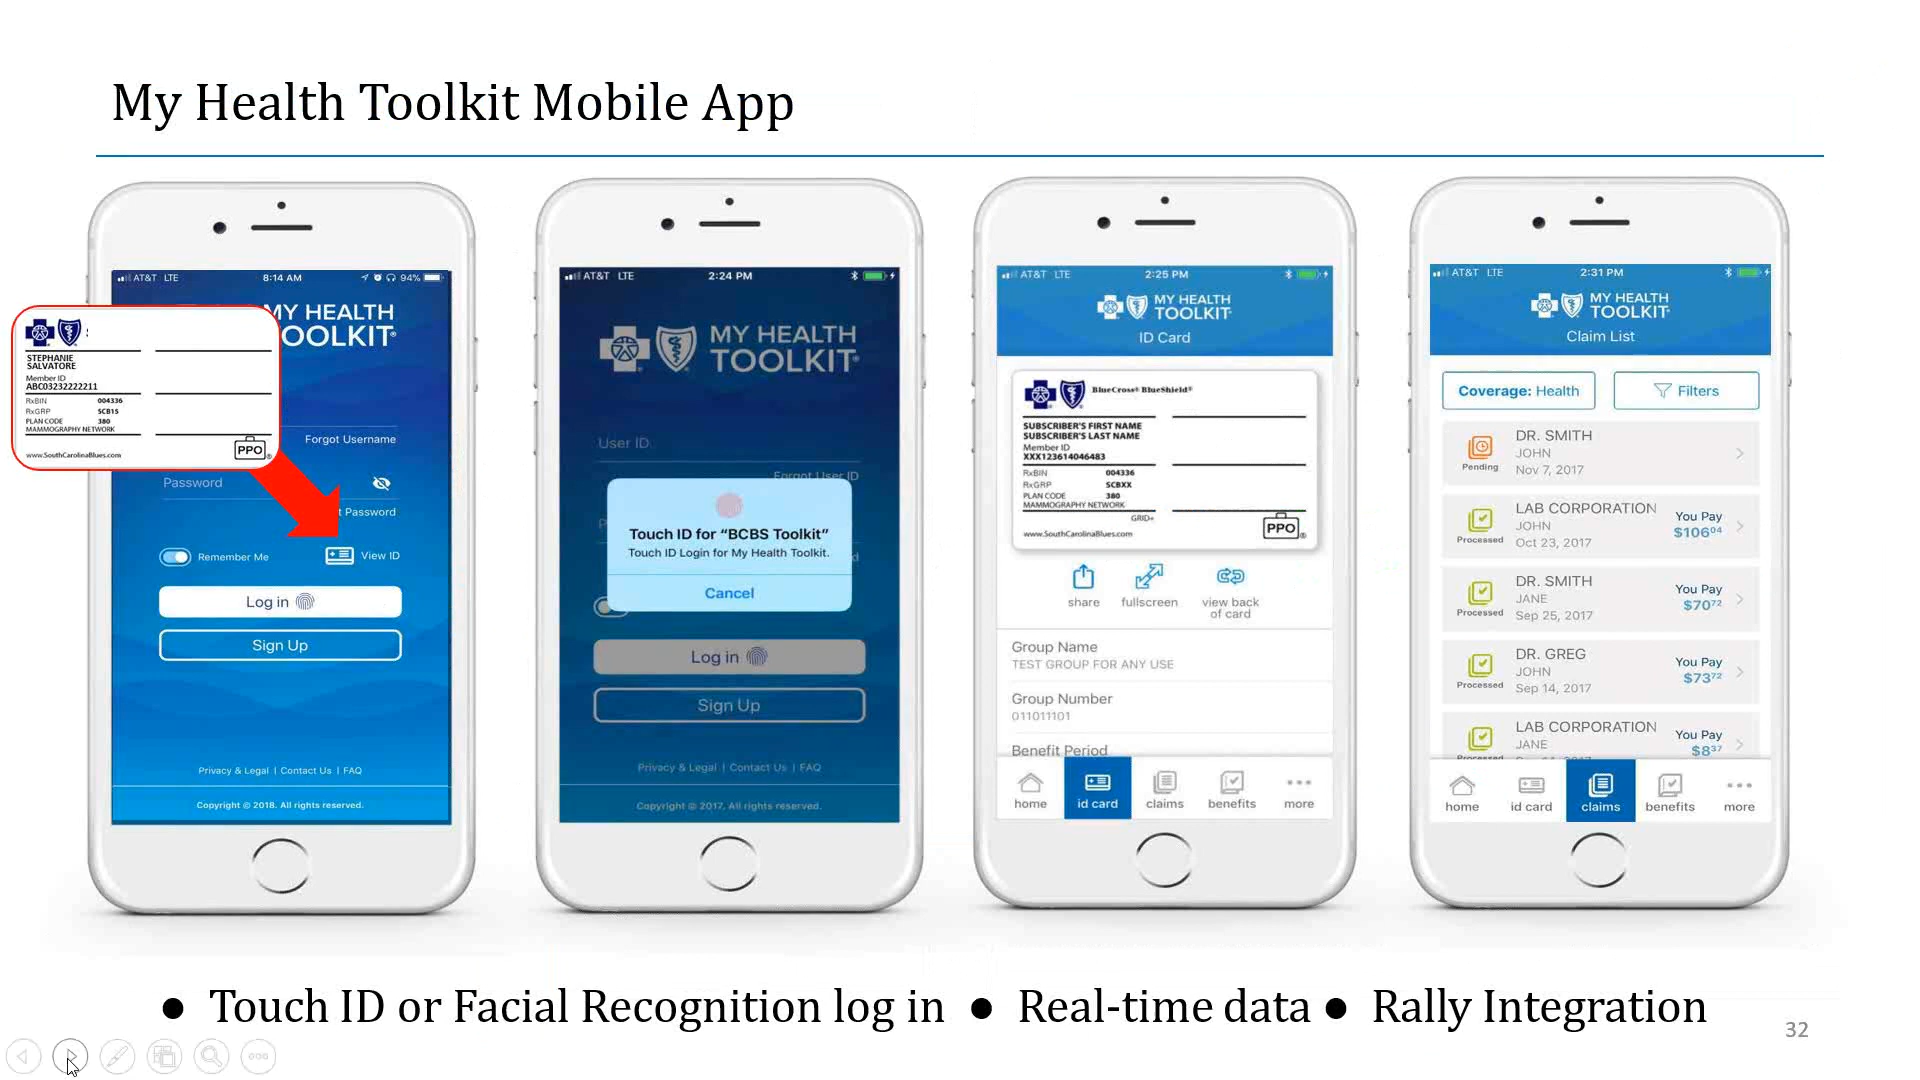 My Health Toolkit Mobile App
AT&T LTE 8:14 AM 94%
MY HEALTH
TOOLKIT®
STEPHANIE
SALVATORE
Member ID
ABC03232222211
RxBIN 004336
RxGRP SCB15
PLAN CODE 380
MAMMOGRAPHY NETWORK
www.SouthCarolinaBlues.com
PPO®
Forgot Username
Password
t Password
Remember Me
View ID
Log in
Sign Up
Privacy & Legal | Contact Us | FAQ
Copyright © 2018. All rights reserved.
AT&T LTE 2:24 PM
MY HEALTH
TOOLKIT®
User ID
Forgot User ID
P
d
Touch ID for “BCBS Toolkit”
Touch ID Login for My Health Toolkit.
Cancel
Log in
Sign Up
Privacy & Legal | Contact Us | FAQ
Copyright © 2017. All rights reserved.
AT&T LTE 2:25 PM
MY HEALTH
TOOLKIT
ID Card
BlueCross® BlueShield®
SUBSCRIBER'S FIRST NAME
SUBSCRIBER'S LAST NAME
Member ID
XXX123614046483
RxBIN 004336
RxGRP SCBXX
PLAN CODE 380
MAMMOGRAPHY NETWORK
GRID+
www.SouthCarolinaBlues.com
PPO®
share
fullscreen
view back
of card
Group Name
TEST GROUP FOR ANY USE
Group Number
011011101
Benefit Period
home id card claims benefits more
AT&T LTE 2:31 PM
MY HEALTH
TOOLKIT
Claim List
Coverage: Health
Filters
DR. SMITH
JOHN
Pending
Nov 7, 2017
LAB CORPORATION
JOHN
You Pay
$106.04
Processed
Oct 23, 2017
DR. SMITH
JANE
You Pay
$70.72
Processed
Sep 25, 2017
DR. GREG
JOHN
You Pay
$73.72
Processed
Sep 14, 2017
LAB CORPORATION
JANE
You Pay
$8.37
Processed
home id card claims benefits more
● Touch ID or Facial Recognition log in ● Real-time data ● Rally Integration
32